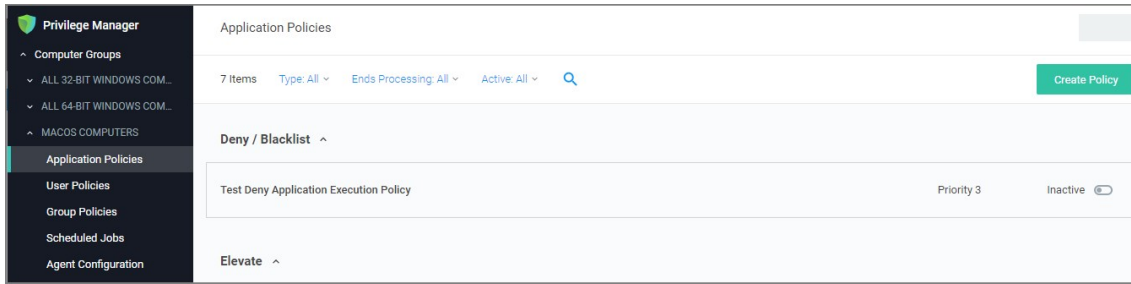 Privilege Manager
Computer Groups
ALL 32-BIT WINDOWS COM...
ALL 64-BIT WINDOWS COM...
MACOS COMPUTERS
Application Policies
User Policies
Group Policies
Scheduled Jobs
Agent Configuration
Application Policies
7 Items Type: All Ends Processing: All Active: All
Create Policy
Deny / Blacklist
Test Deny Application Execution Policy Priority 3 Inactive
Elevate